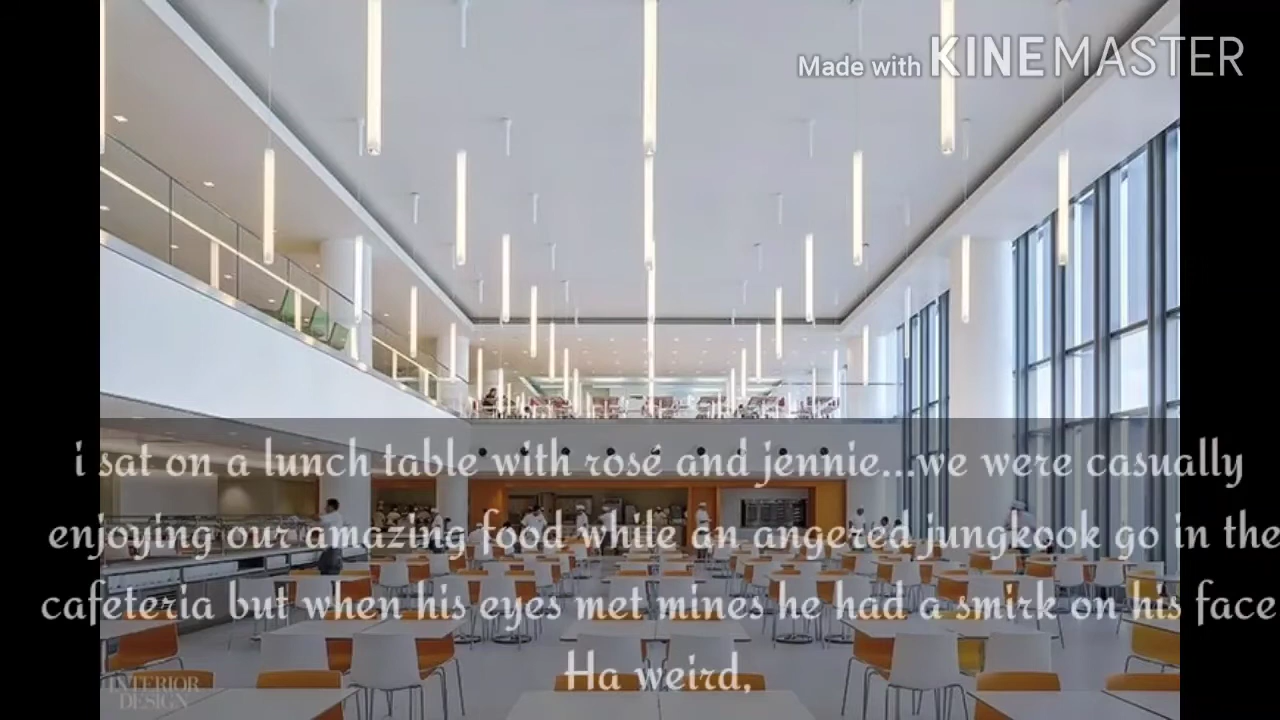 Made with KINEMASTER
i sat on a lunch table with rosé and jennie...we were casually
enjoying our amazing food while an angered jungkook go in the
cafeteria but when his eyes met mines he had a smirk on his face
Ha weird,
INTERIOR
DESIGN